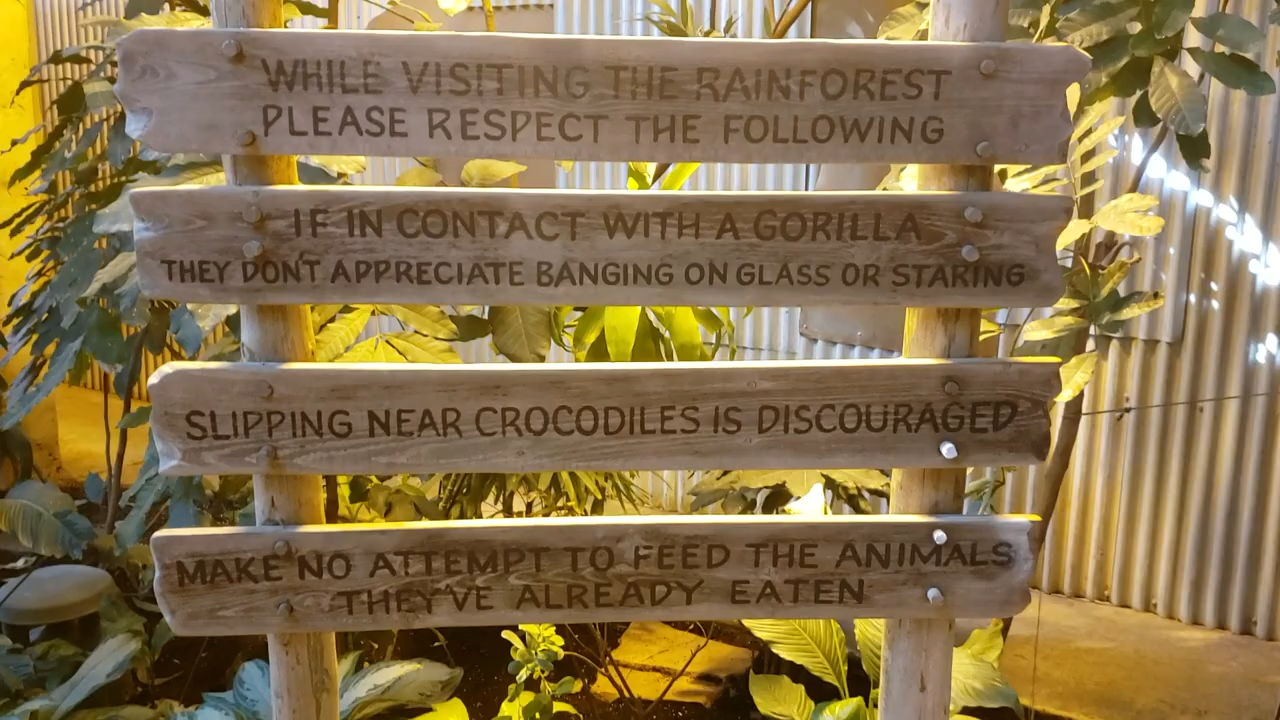 WHILE VISITING THE RAINFOREST
PLEASE RESPECT THE FOLLOWING
IF IN CONTACT WITH A GORILLA
THEY DON'T APPRECIATE BANGING ON GLASS OR STARING
SLIPPING NEAR CROCODILES IS DISCOURAGED
MAKE NO ATTEMPT TO FEED THE ANIMALS
THEY'VE ALREADY EATEN